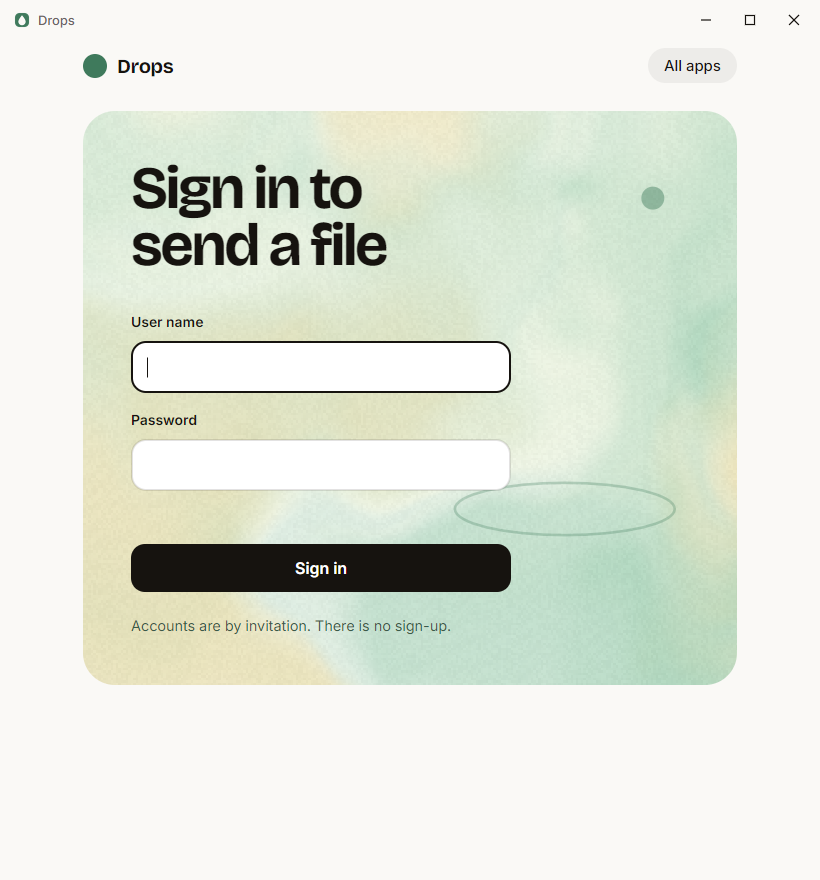 Drops
Drops
All apps
Sign in to
send a file
User name
Password
Sign in
Accounts are by invitation. There is no sign-up.